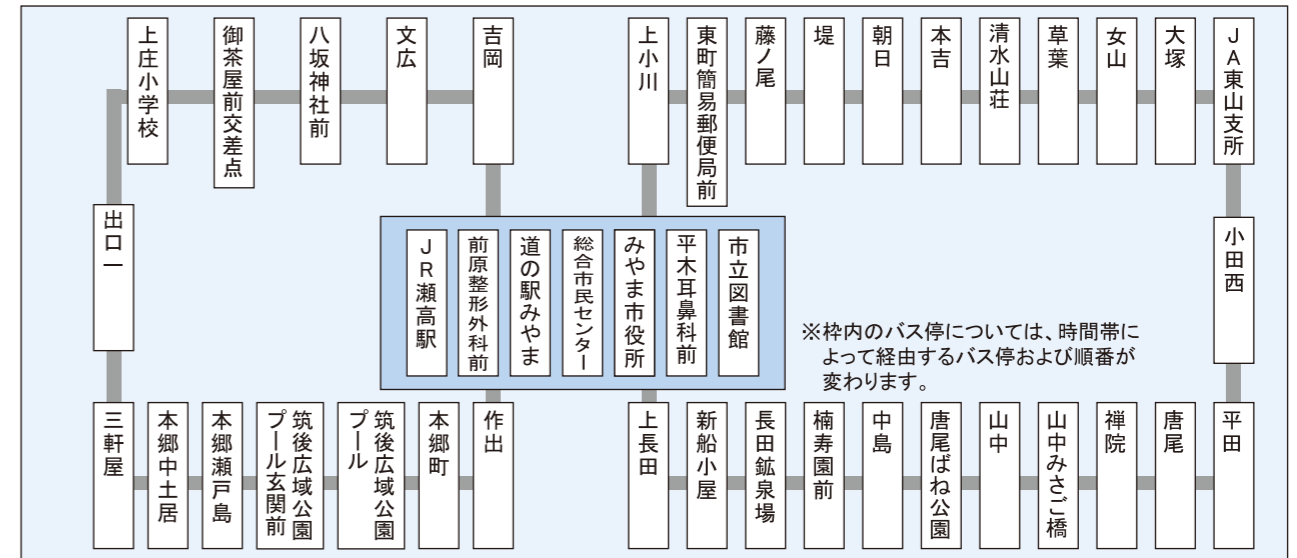 上庄小学校
御茶屋前交差点
八坂神社前
文広
吉岡
上小川
東町簡易郵便局前
藤ノ尾
堤
朝日
本吉
清水山荘
草葉
女山
大塚
JA東山支所
出口一
JR瀬高駅
前原整形外科前
道の駅みやま
総合市民センター
みやま市役所
平木耳鼻科前
市立図書館
小田西
※枠内のバス停については、時間帯に
よって経由するバス停および順番が
変わります。
三軒屋
本郷中土居
本郷瀬戸島
筑後広域公園
プール玄関前
筑後広域公園
プール
本郷町
作出
上長田
新船小屋
長田鉱泉場
楠寿園前
中島
唐尾ばね公園
山中
山中みさご橋
禅院
唐尾
平田